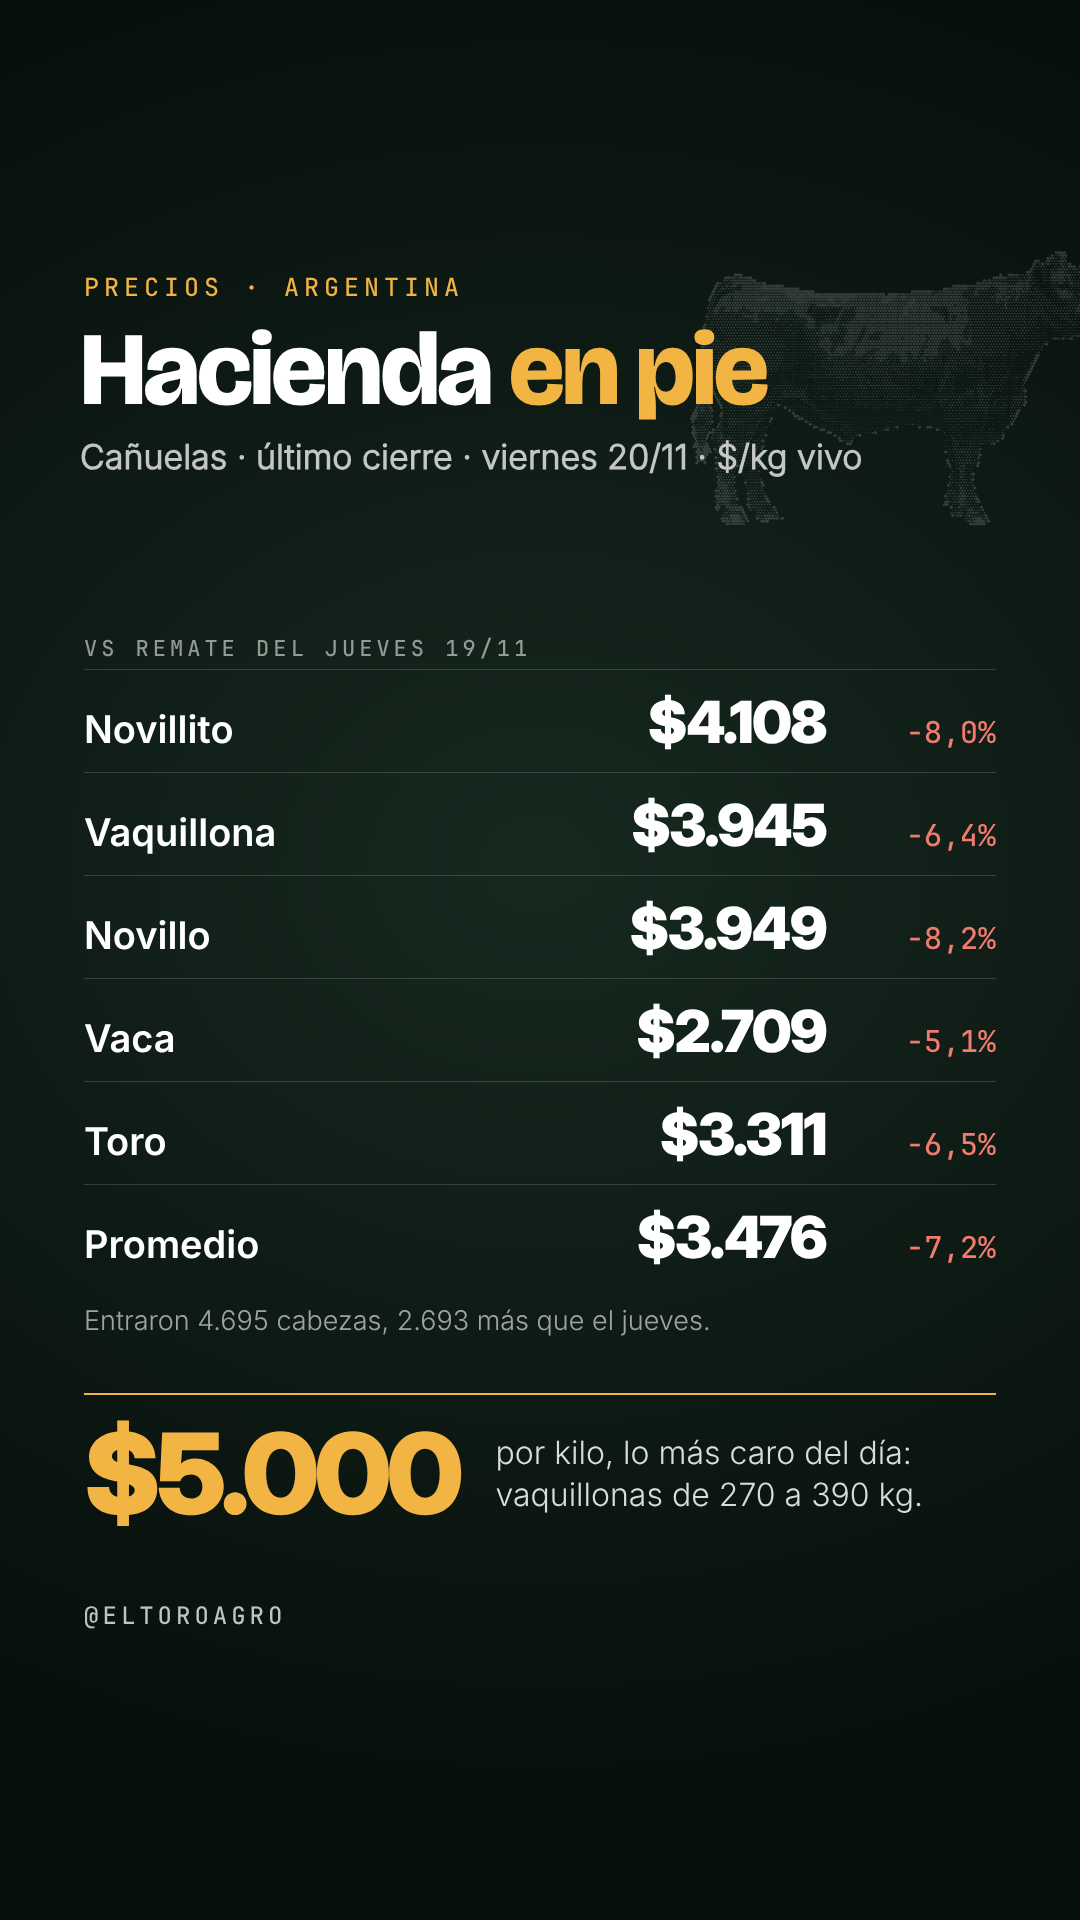 PRECIOS · ARGENTINA
Hacienda en pie
Cañuelas · último cierre · viernes 20/11 · $/kg vivo
VS REMATE DEL JUEVES 19/11
Novillito $4.108 -8,0%
Vaquillona $3.945 -6,4%
Novillo $3.949 -8,2%
Vaca $2.709 -5,1%
Toro $3.311 -6,5%
Promedio $3.476 -7,2%
Entraron 4.695 cabezas, 2.693 más que el jueves.
$5.000
por kilo, lo más caro del día:
vaquillonas de 270 a 390 kg.
@ELTOROAGRO